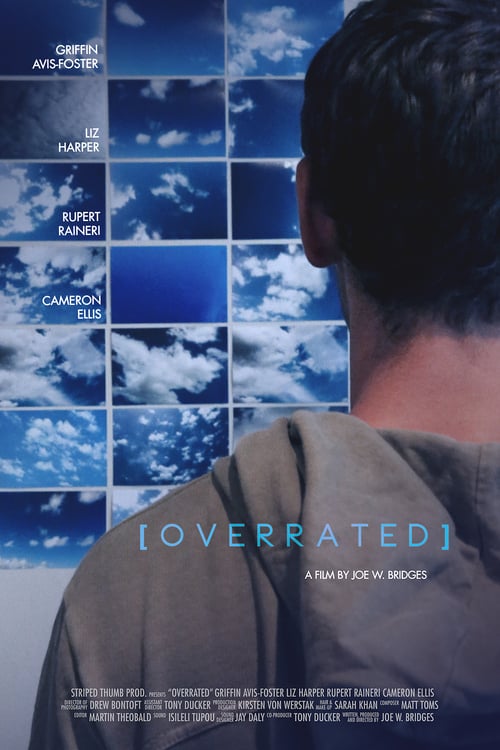 GRIFFIN
AVIS-FOSTER
LIZ
HARPER
RUPERT
RAINERI
CAMERON
ELLIS
[OVERRATED]
A FILM BY JOE W. BRIDGES
STRIPED THUMB PROD. PRESENTS "OVERRATED" GRIFFIN AVIS-FOSTER LIZ HARPER RUPERT RAINERI CAMERON ELLIS
DIRECTOR OF PHOTOGRAPHY DREW BONTOFT ASSISTANT DIRECTOR TONY DUCKER PRODUCTION DESIGNER KIRSTEN VON WERSTAK HAIR & MAKE UP SARAH KHAN COMPOSER MATT TOMS
EDITOR MARTIN THEOBALD SOUND ISILELI TUPOU SOUND DESIGNER JAY DALY CO PRODUCER TONY DUCKER WRITTEN, PRODUCED AND DIRECTED BY JOE W. BRIDGES